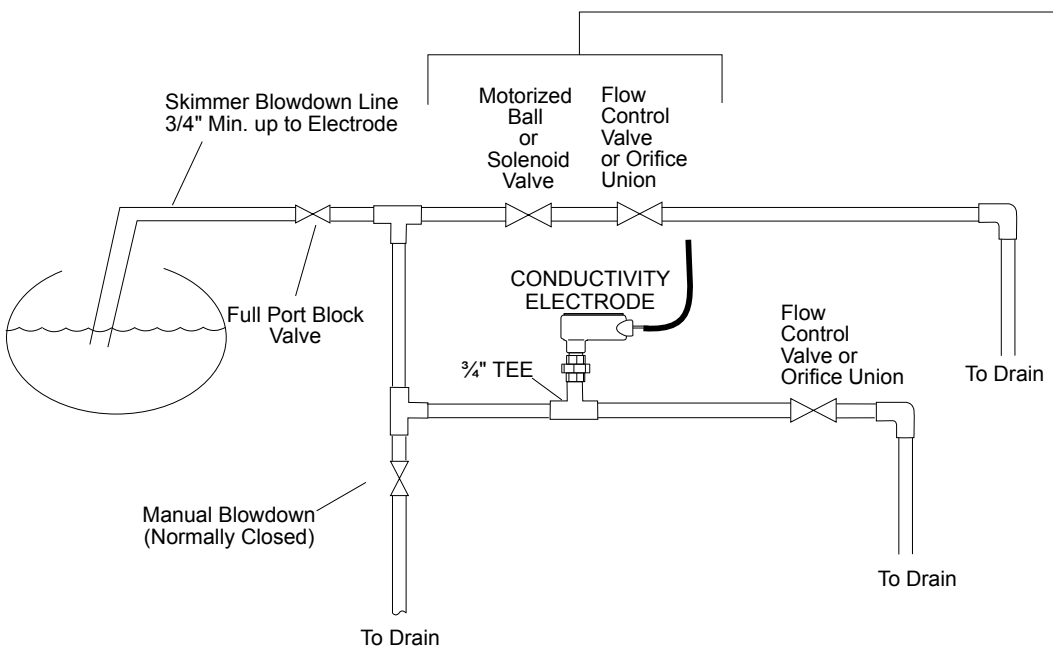 Skimmer Blowdown Line
3/4" Min. up to Electrode
Motorized
Ball
or
Solenoid
Valve
Flow
Control
Valve
or Orifice
Union
Full Port Block
Valve
CONDUCTIVITY
ELECTRODE
¾" TEE
Flow
Control
Valve or
Orifice Union
To Drain
Manual Blowdown
(Normally Closed)
To Drain
To Drain